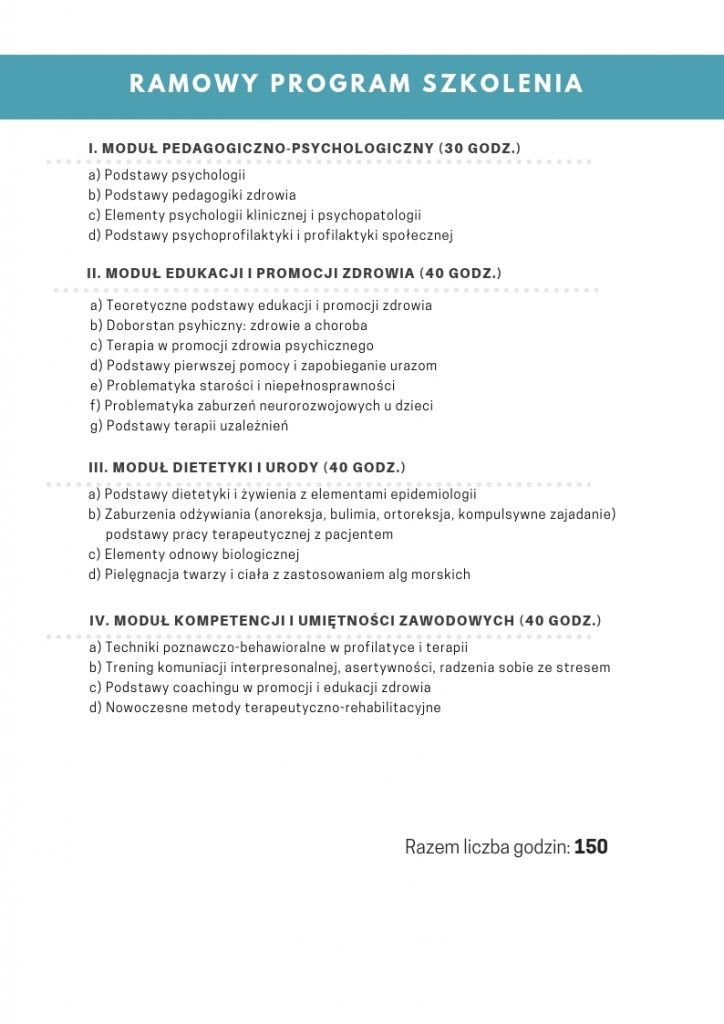 RAMOWY PROGRAM SZKOLENIA
I. MODUŁ PEDAGOGICZNO-PSYCHOLOGICZNY (30 GODZ.)
a) Podstawy psychologii
b) Podstawy pedagogiki zdrowia
c) Elementy psychologii klinicznej i psychopatologii
d) Podstawy psychoprofilaktyki i profilaktyki społecznej
II. MODUŁ EDUKACJI I PROMOCJI ZDROWIA (40 GODZ.)
a) Teoretyczne podstawy edukacji i promocji zdrowia
b) Doborstan psyhiczny: zdrowie a choroba
c) Terapia w promocji zdrowia psychicznego
d) Podstawy pierwszej pomocy i zapobieganie urazom
e) Problematyka starości i niepełnosprawności
f) Problematyka zaburzeń neurorozwojowych u dzieci
g) Podstawy terapii uzależnień
III. MODUŁ DIETETYKI I URODY (40 GODZ.)
a) Podstawy dietetyki i żywienia z elementami epidemiologii
b) Zaburzenia odżywiania (anoreksja, bulimia, ortoreksja, kompulsywne zajadanie)
podstawy pracy terapeutycznej z pacjentem
c) Elementy odnowy biologicznej
d) Pielęgnacja twarzy i ciała z zastosowaniem alg morskich
IV. MODUŁ KOMPETENCJI I UMIĘTNOŚCI ZAWODOWYCH (40 GODZ.)
a) Techniki poznawczo-behawioralne w profilatyce i terapii
b) Trening komuniacji interpresonalnej, asertywności, radzenia sobie ze stresem
c) Podstawy coachingu w promocji i edukacji zdrowia
d) Nowoczesne metody terapeutyczno-rehabilitacyjne
Razem liczba godzin: 150